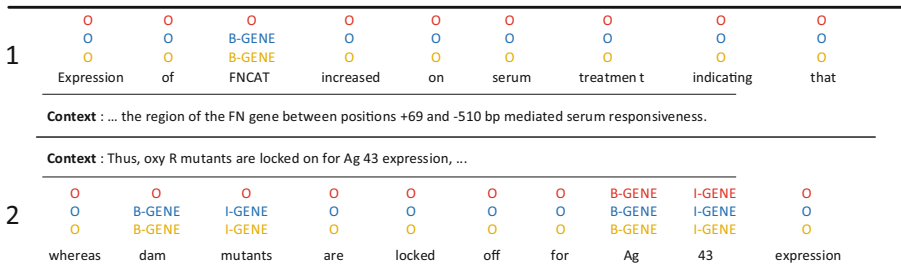 O O O O O O O O O
O O B-GENE O O O O O O
1
O O B-GENE O O O O O O
Expression of FNCAT increased on serum treatment indicating that
Context : ... the region of the FN gene between positions +69 and -510 bp mediated serum responsiveness.
Context : Thus, oxy R mutants are locked on for Ag 43 expression, ...
O O O O O O O B-GENE I-GENE O
2
O B-GENE I-GENE O O O O B-GENE I-GENE O
O B-GENE I-GENE O O O O B-GENE I-GENE O
whereas dam mutants are locked off for Ag 43 expression